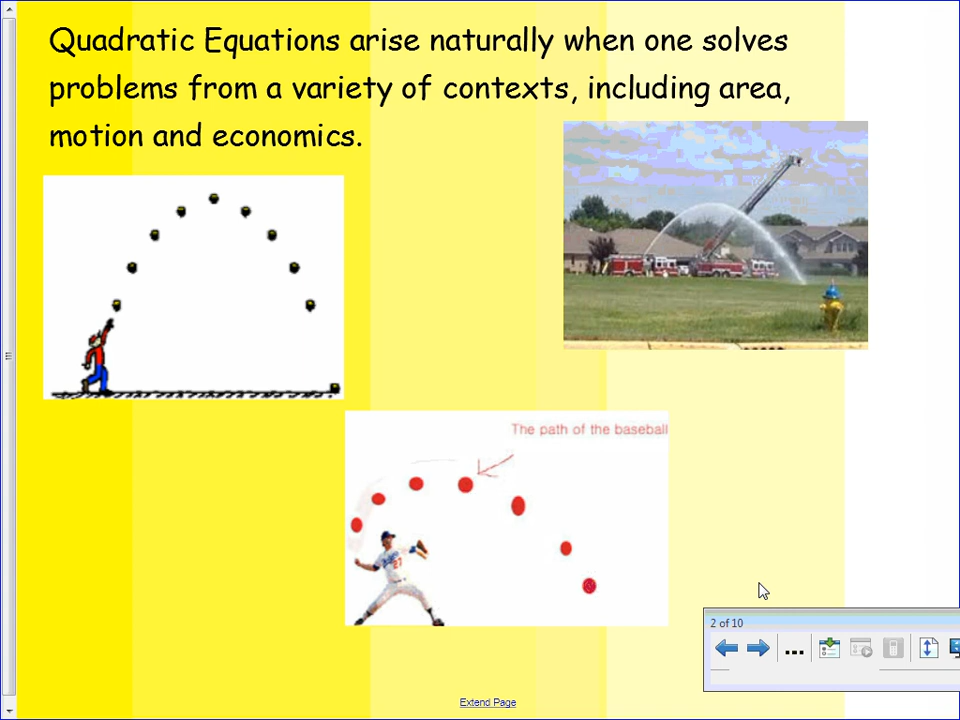 Quadratic Equations arise naturally when one solves
problems from a variety of contexts, including area,
motion and economics.
The path of the baseball
27
2 of 10
...
Extend Page